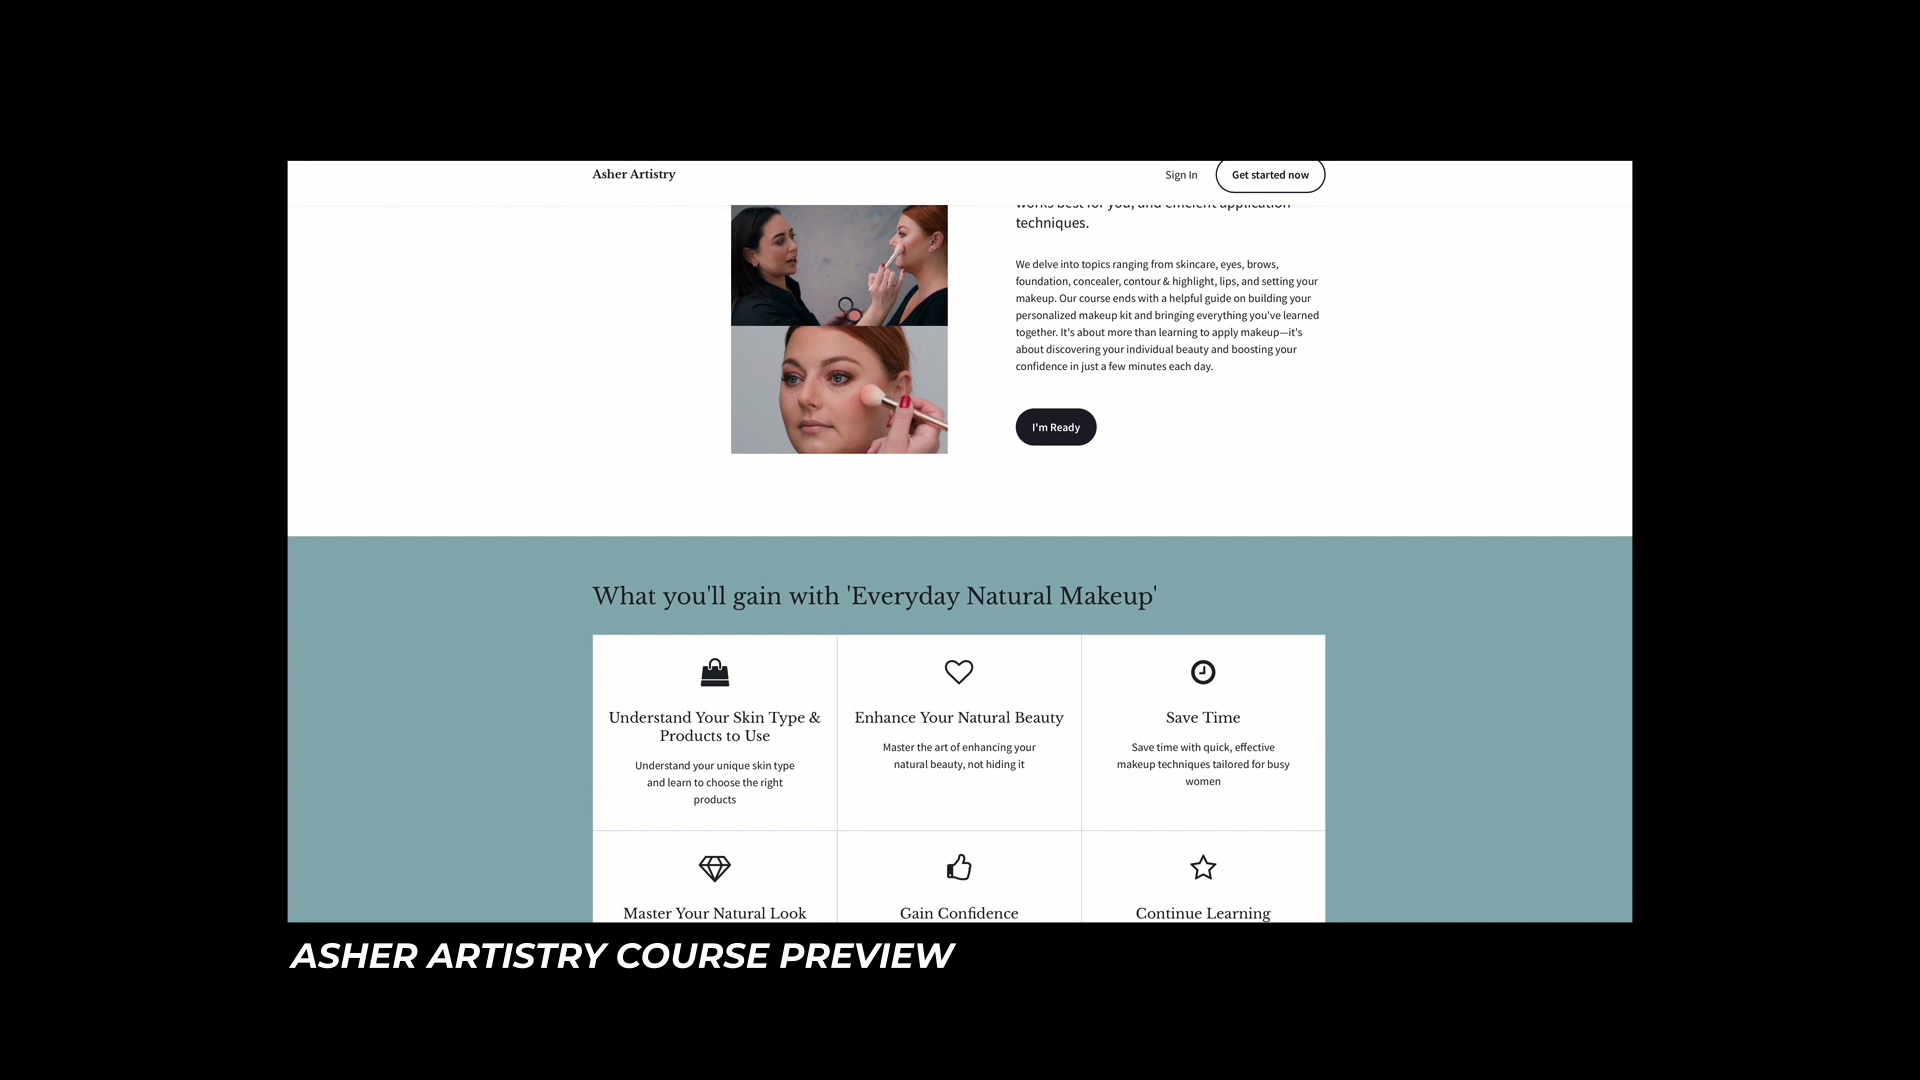 Asher Artistry
Sign In
Get started now
works best for you, and efficient application
techniques.
We delve into topics ranging from skincare, eyes, brows,
foundation, concealer, contour & highlight, lips, and setting your
makeup. Our course ends with a helpful guide on building your
personalized makeup kit and bringing everything you've learned
together. It's about more than learning to apply makeup—it's
about discovering your individual beauty and boosting your
confidence in just a few minutes each day.
I'm Ready
What you'll gain with 'Everyday Natural Makeup'
Understand Your Skin Type &
Products to Use
Understand your unique skin type
and learn to choose the right
products
Enhance Your Natural Beauty
Master the art of enhancing your
natural beauty, not hiding it
Save Time
Save time with quick, effective
makeup techniques tailored for busy
women
Master Your Natural Look
Gain Confidence
Continue Learning
ASHER ARTISTRY COURSE PREVIEW